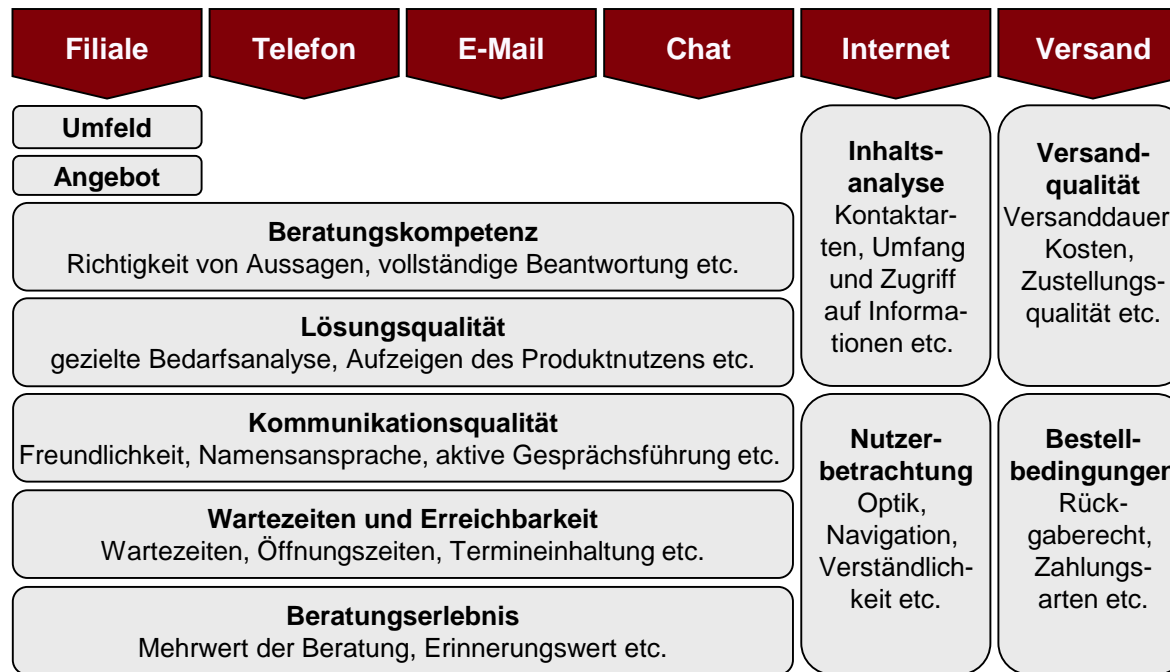 Filiale
Telefon
E-Mail
Chat
Internet
Versand
Umfeld
Angebot
Beratungskompetenz
Richtigkeit von Aussagen, vollständige Beantwortung etc.
Lösungsqualität
gezielte Bedarfsanalyse, Aufzeigen des Produktnutzens etc.
Kommunikationsqualität
Freundlichkeit, Namensansprache, aktive Gesprächsführung etc.
Wartezeiten und Erreichbarkeit
Wartezeiten, Öffnungszeiten, Termineinhaltung etc.
Beratungserlebnis
Mehrwert der Beratung, Erinnerungswert etc.
Inhalts-
analyse
Kontaktar-
ten, Umfang
und Zugriff
auf Informa-
tionen etc.
Nutzer-
betrachtung
Optik,
Navigation,
Verständlich-
keit etc.
Versand-
qualität
Versanddauer
Kosten,
Zustellungs-
qualität etc.
Bestell-
bedingungen
Rück-
gaberecht,
Zahlungs-
arten etc.